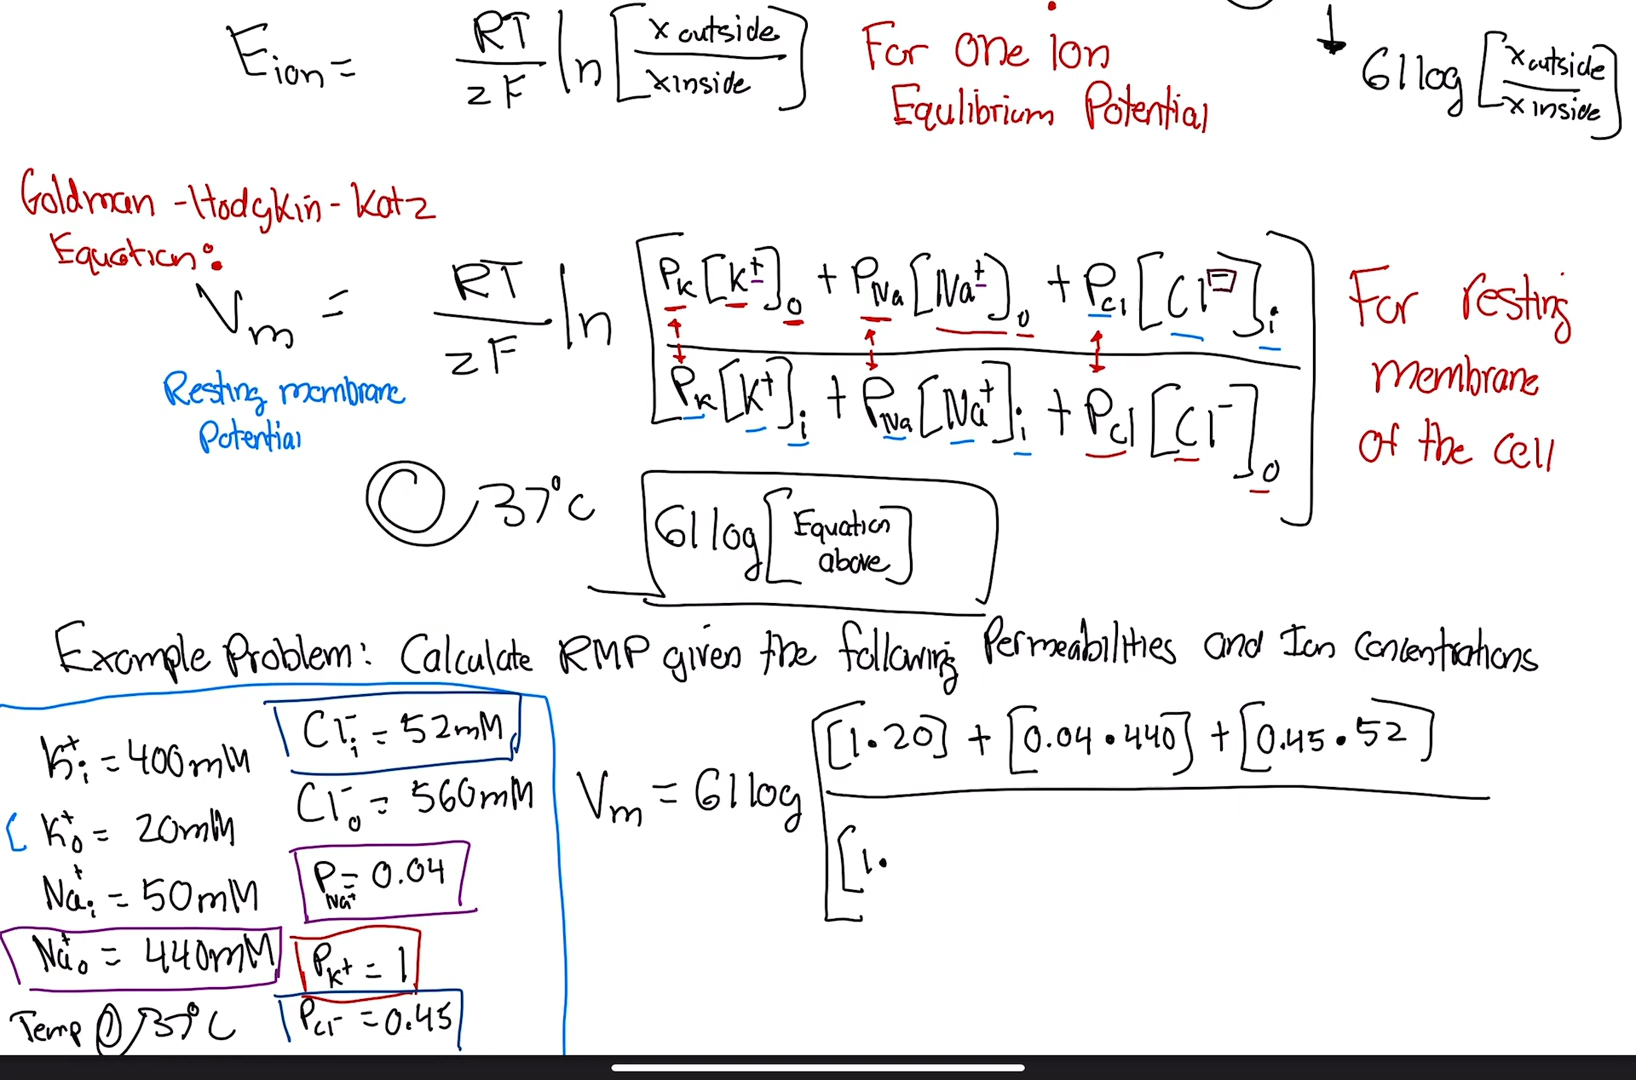 E ion = RT / zF ln [x outside / x inside]
For One Ion
Equlibrium Potential
61 log [x outside / x inside]
Goldman - Hodgkin - Katz
Equation:
Vm = RT / zF ln [PK[K+]o + PNa[Na+]o + PCl[Cl-]i / PK[K+]i + PNa[Na+]i + PCl[Cl-]o]
For resting
membrane
of the cell
Resting membrane
Potential
@ 37°C 61 log [Equation above]
Example Problem: Calculate RMP given the following Permeabilities and Ion Concentrations
K+i = 400mM
K+o = 20mM
Na+i = 50mM
Na+o = 440mM
Temp @ 37°C
Cl-i = 52mM
Cl-o = 560mM
PNa+ = 0.04
PK+ = 1
PCl- = 0.45
Vm = 61 log [[1•20] + [0.04•440] + [0.45•52] / [1•